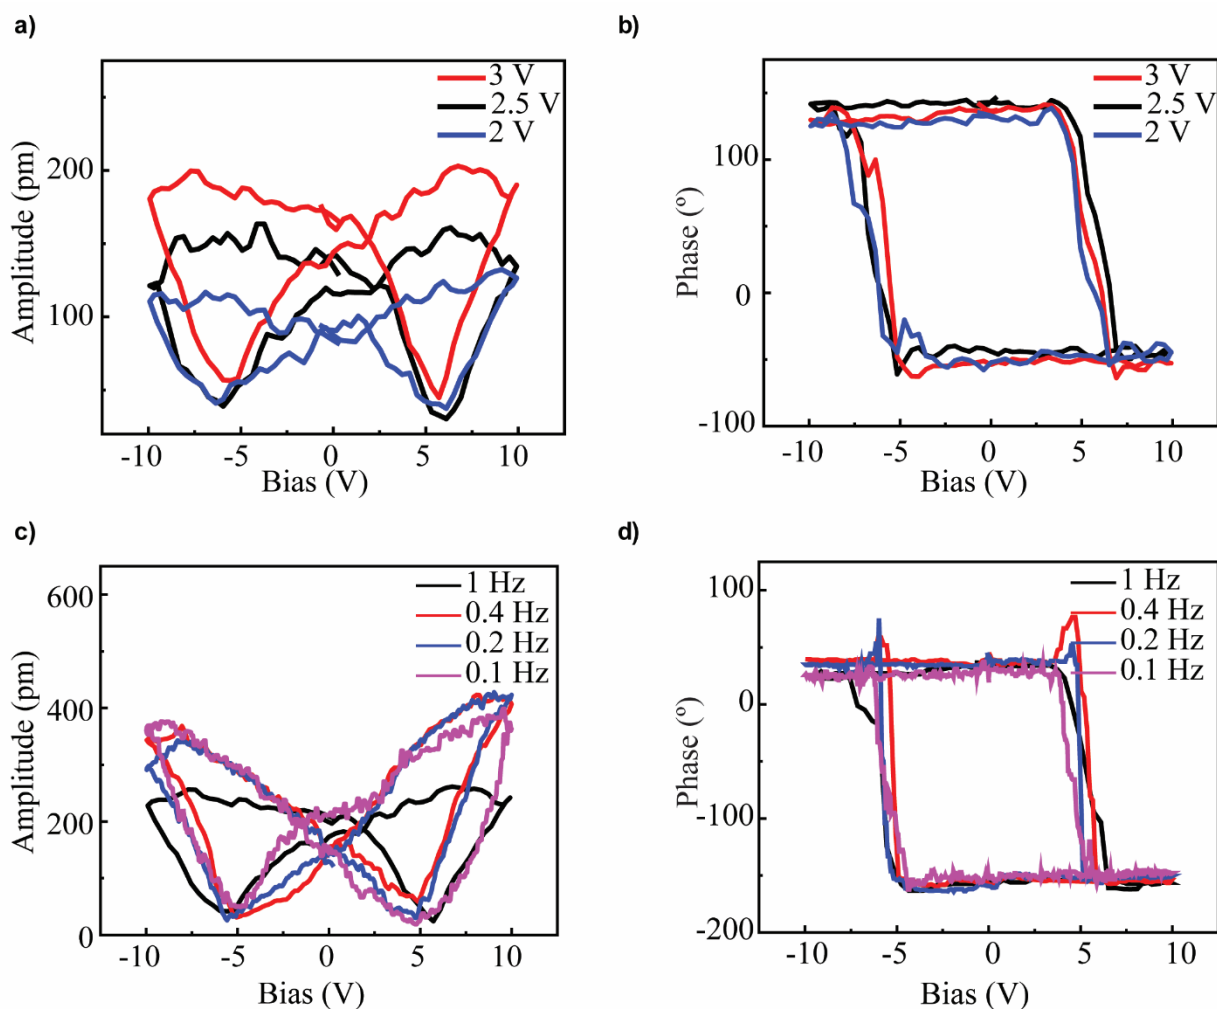 a)
3 V
2.5 V
2 V
200
100
Amplitude (pm)
-10 -5 0 5 10
Bias (V)
b)
3 V
2.5 V
2 V
100
0
-100
Phase (º)
-10 -5 0 5 10
Bias (V)
c)
1 Hz
0.4 Hz
0.2 Hz
0.1 Hz
600
400
200
0
Amplitude (pm)
-10 -5 0 5 10
Bias (V)
d)
1 Hz
0.4 Hz
0.2 Hz
0.1 Hz
100
0
-100
-200
Phase (º)
-10 -5 0 5 10
Bias (V)